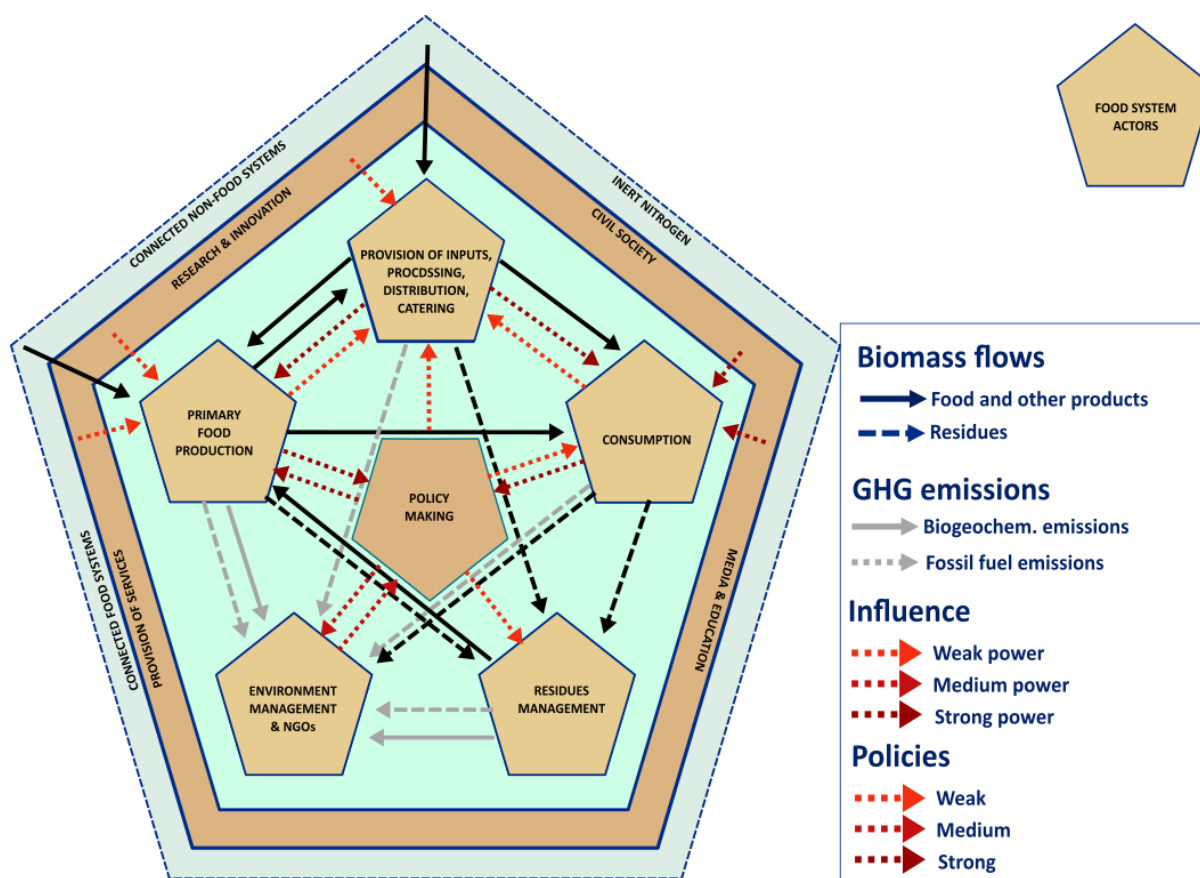 FOOD SYSTEM
ACTORS
CONNECTED NON-FOOD SYSTEMS
RESEARCH & INNOVATION
INERT NITROGEN
CIVIL SOCIETY
PROVISION OF INPUTS,
PROCDSSING,
DISTRIBUTION,
CATERING
PRIMARY
FOOD
PRODUCTION
CONSUMPTION
POLICY
MAKING
CONNECTED FOOD SYSTEMS
PROVISION OF SERVICES
MEDIA & EDUCATION
ENVIRONMENT
MANAGEMENT
& NGOs
RESIDUES
MANAGEMENT
Biomass flows
Food and other products
Residues
GHG emissions
Biogeochem. emissions
Fossil fuel emissions
Influence
Weak power
Medium power
Strong power
Policies
Weak
Medium
Strong